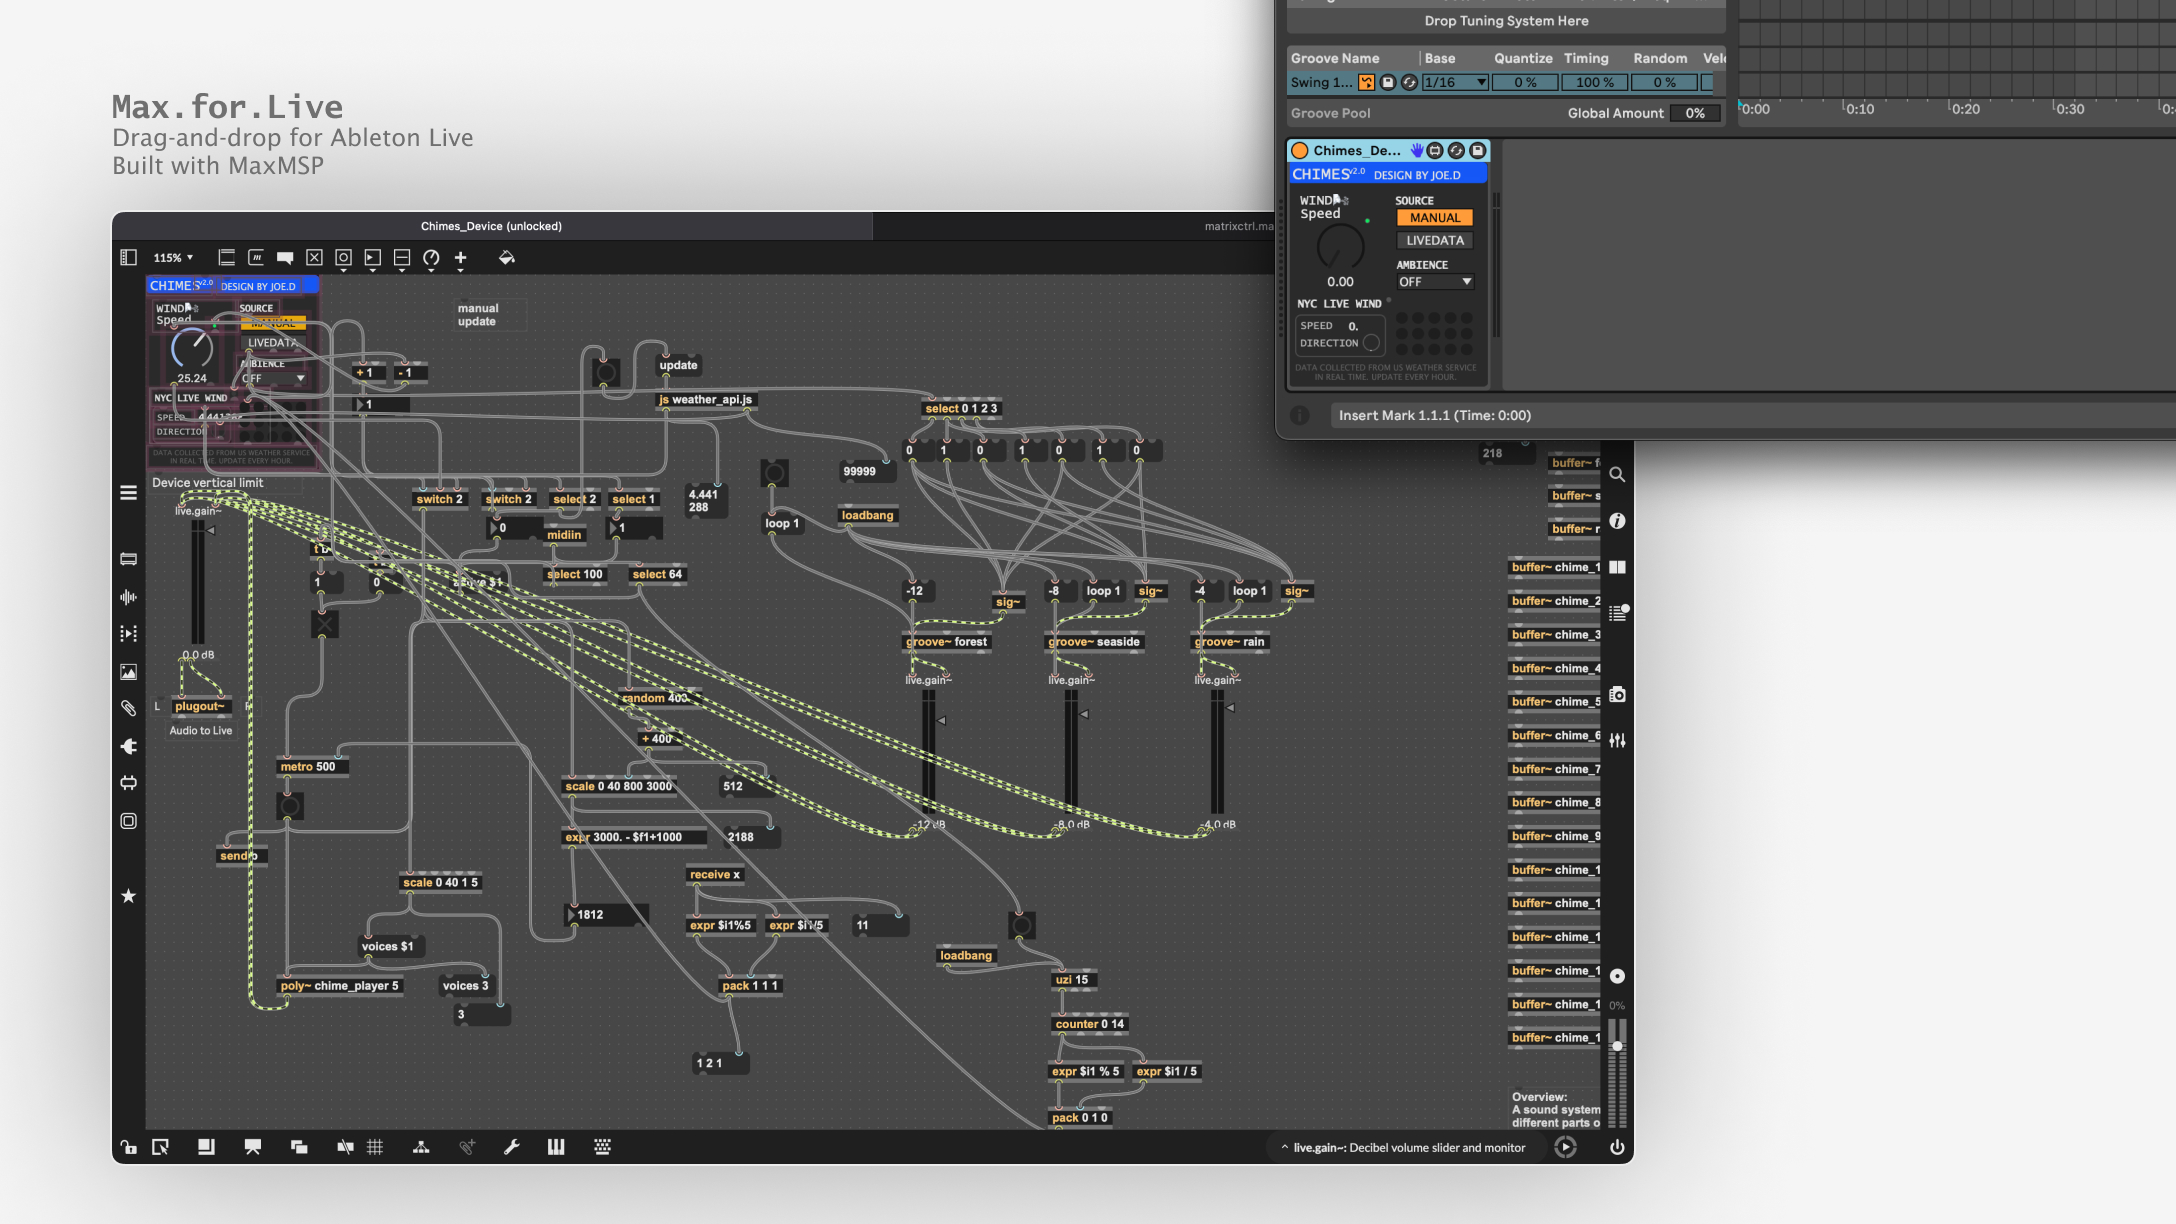 Max.for.Live
Drag-and-drop for Ableton Live
Built with MaxMSP
Drop Tuning System Here
Groove Name Base Quantize Timing Random
Swing 1... 1/16 0 % 100 % 0 %
Groove Pool Global Amount 0%
0:00 0:10 0:20 0:30
Chimes_De...
CHIMES v2.0 DESIGN BY JOE.D
WIND
Speed
SOURCE
MANUAL
LIVEDATA
AMBIENCE
0.00
OFF
NYC LIVE WIND
SPEED 0.
DIRECTION
DATA COLLECTED FROM US WEATHER SERVICE
IN REAL TIME. UPDATE EVERY HOUR.
Insert Mark 1.1.1 (Time: 0:00)
Chimes_Device (unlocked)
matrixctrl.ma
115%
CHIMES v2.0 DESIGN BY JOE.D
WIND
Speed
SOURCE
MANUAL
LIVEDATA
25.24
OFF
NYC LIVE WIND
DIRECTION
DATA COLLECTED FROM US WEATHER SERVICE
IN REAL TIME. UPDATE EVERY HOUR.
Device vertical limit
manual
update
+ 1
- 1
1
update
js weather_api.js
select 0 1 2 3
0 1 0 1 0 1 0
218
99999
switch 2
switch 2
select 2
select 1
4.441
288
loop 1
loadbang
0
midiin
1
live.gain~
1
0
select 100
select 64
-12
sig~
-8
loop 1
sig~
-4
loop 1
sig~
groove~ forest
groove~ seaside
groove~ rain
live.gain~
live.gain~
live.gain~
0.0 dB
L
plugout~
Audio to Live
random 400
+ 400
metro 500
scale 0 40 800 3000
512
-12 dB
-8.0 dB
-4.0 dB
expr 3000. - $f1+1000
2188
send b
receive x
scale 0 40 1 5
1812
expr $i1%5
expr $i1/5
11
voices $1
loadbang
poly~ chime_player 5
voices 3
3
pack 1 1 1
uzi 15
counter 0 14
1 2 1
expr $i1 % 5
expr $i1 / 5
pack 0 1 0
buffer~ f
buffer~ s
buffer~ r
buffer~ chime_1
buffer~ chime_2
buffer~ chime_3
buffer~ chime_4
buffer~ chime_5
buffer~ chime_6
buffer~ chime_7
buffer~ chime_8
buffer~ chime_9
buffer~ chime_1
buffer~ chime_1
buffer~ chime_1
buffer~ chime_1
buffer~ chime_1
buffer~ chime_1
0%
Overview:
A sound system
different parts o
live.gain~: Decibel volume slider and monitor